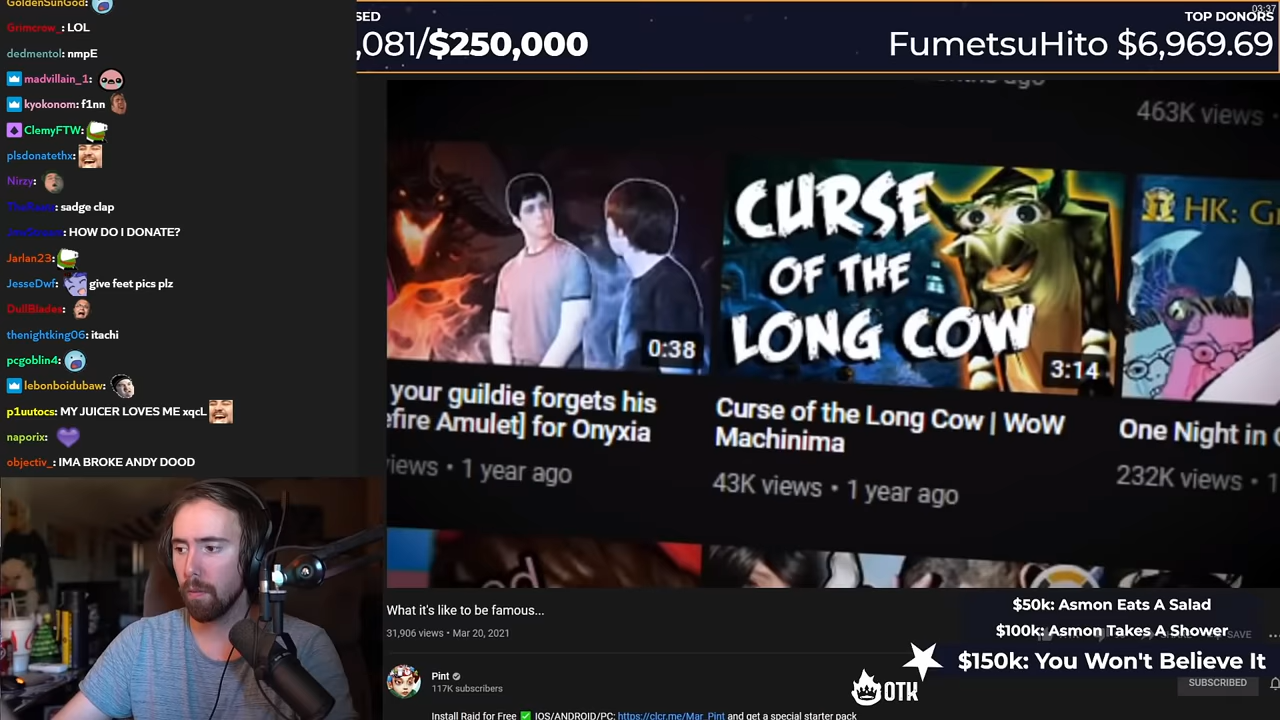 GoldenSunGod:
Grimcrow_: LOL
dedmentol: nmpE
madvillain_1:
kyokonom: f1nn
ClemyFTW:
plsdonatethx:
Nirzy:
: sadge clap
: HOW DO I DONATE?
Jarlan23:
JesseDwf: give feet pics plz
DullBlades:
thenightking06: itachi
pcgoblin4:
lebonboidubaw:
p1uutocs: MY JUICER LOVES ME xqcL
naporix:
objectiv_: IMA BROKE ANDY DOOD
SED
,081/$250,000
03:37
TOP DONORS
FumetsuHito $6,969.69
ago
463K views •
CURSE
OF THE
LONG COW
0:38
3:14
HK: G
your guildie forgets his
efire Amulet] for Onyxia
iews • 1 year ago
Curse of the Long Cow | WoW
Machinima
43K views • 1 year ago
One Night in
232K views • 1
What it's like to be famous...
31,906 views • Mar 20, 2021
SAVE
$50k: Asmon Eats A Salad
$100k: Asmon Takes A Shower
$150k: You Won't Believe It
OTK
Pint
117K subscribers
SUBSCRIBED
Install Raid for Free ✅ IOS/ANDROID/PC: https://clcr.me/Mar_Pint and get a special starter pack